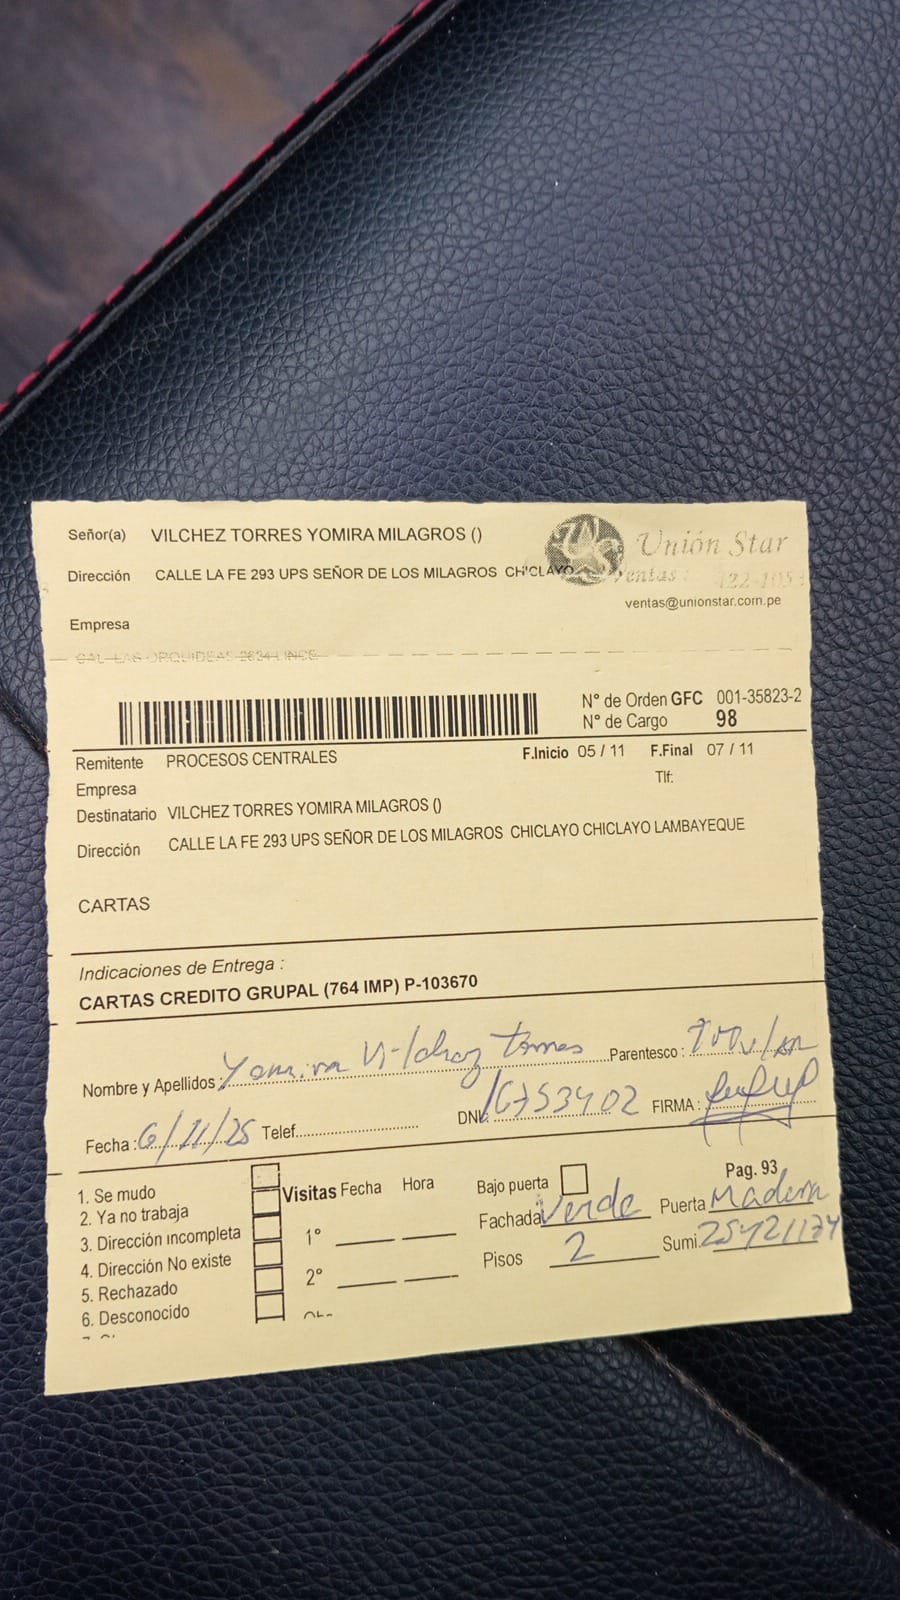 Señor(a) VILCHEZ TORRES YOMIRA MILAGROS ()
Unión Star
Dirección CALLE LA FE 293 UPS SEÑOR DE LOS MILAGROS CHICLAYO
Ventas :
ventas@unionstar.com.pe
Empresa
CAL LAS ORQUIDEAS 2634 LINCE
N° de Orden GFC 001-35823-2
N° de Cargo 98
Remitente PROCESOS CENTRALES F.Inicio 05 / 11 F.Final 07 / 11
Empresa Tlf:
Destinatario VILCHEZ TORRES YOMIRA MILAGROS ()
Dirección CALLE LA FE 293 UPS SEÑOR DE LOS MILAGROS CHICLAYO CHICLAYO LAMBAYEQUE
CARTAS
Indicaciones de Entrega :
CARTAS CREDITO GRUPAL (764 IMP) P-103670
Nombre y Apellidos : Yomira Vilchez Torres Parentesco :
Fecha : 6/11/25 Telef. DNI: 16753402 FIRMA:
1. Se mudo
2. Ya no trabaja
3. Dirección incompleta
4. Dirección No existe
5. Rechazado
6. Desconocido
Visitas Fecha Hora
1°
2°
Bajo puerta
Pag. 93
Fachada Verde Puerta Madera
Pisos 2 Sumi.